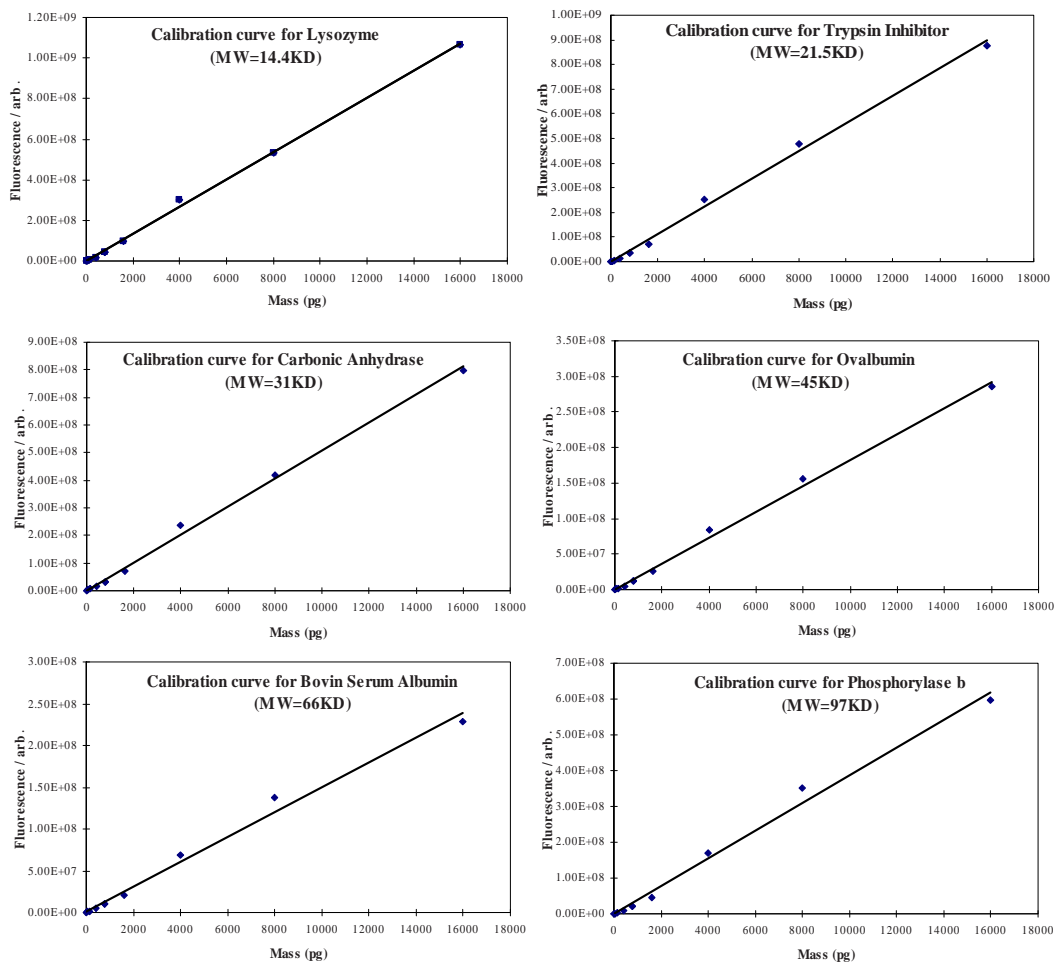 Calibration curve for Lysozyme
(MW=14.4KD)
1.20E+09
1.00E+09
8.00E+08
6.00E+08
4.00E+08
2.00E+08
0.00E+00
Fluorescence / arb .
0 2000 4000 6000 8000 10000 12000 14000 16000 18000
Mass (pg)
Calibration curve for Trypsin Inhibitor
(MW=21.5KD)
1.00E+09
9.00E+08
8.00E+08
7.00E+08
6.00E+08
5.00E+08
4.00E+08
3.00E+08
2.00E+08
1.00E+08
0.00E+00
Fluorescence / arb
0 2000 4000 6000 8000 10000 12000 14000 16000 18000
Mass (pg)
Calibration curve for Carbonic Anhydrase
(MW=31KD)
9.00E+08
8.00E+08
7.00E+08
6.00E+08
5.00E+08
4.00E+08
3.00E+08
2.00E+08
1.00E+08
0.00E+00
Fluorescence / arb .
0 2000 4000 6000 8000 10000 12000 14000 16000 18000
Mass (pg)
Calibration curve for Ovalbumin
(MW=45KD)
3.50E+08
3.00E+08
2.50E+08
2.00E+08
1.50E+08
1.00E+08
5.00E+07
0.00E+00
Fluorescence / arb .
0 2000 4000 6000 8000 10000 12000 14000 16000 18000
Mass (pg)
Calibration curve for Bovin Serum Albumin
(MW=66KD)
3.00E+08
2.50E+08
2.00E+08
1.50E+08
1.00E+08
5.00E+07
0.00E+00
Fluorescence / arb .
0 2000 4000 6000 8000 10000 12000 14000 16000 18000
Mass (pg)
Calibration curve for Phosphorylase b
(MW=97KD)
7.00E+08
6.00E+08
5.00E+08
4.00E+08
3.00E+08
2.00E+08
1.00E+08
0.00E+00
Fluorescence / arb .
0 2000 4000 6000 8000 10000 12000 14000 16000 18000
Mass (pg)